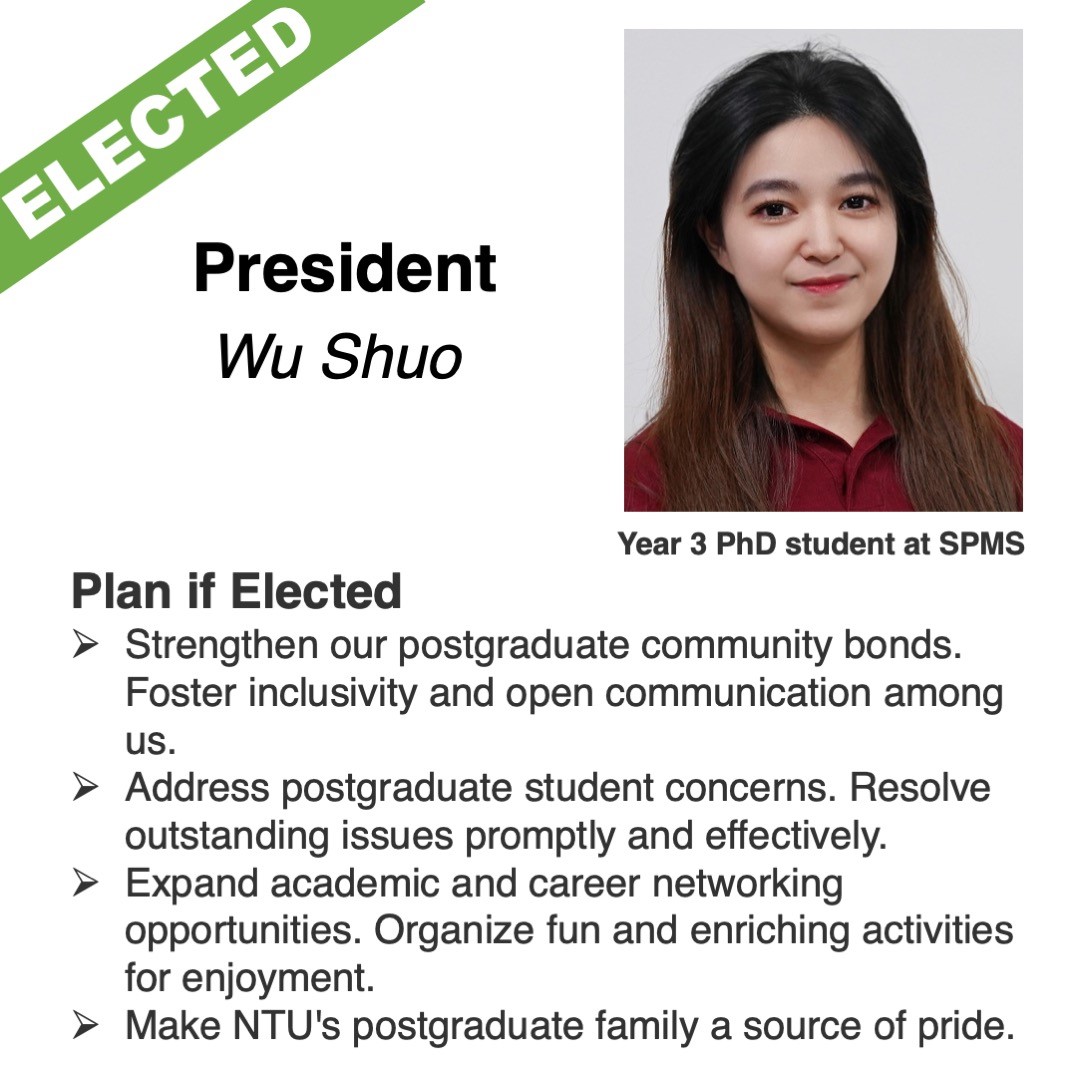 ELECTED
President
Wu Shuo
Year 3 PhD student at SPMS
Plan if Elected
➢ Strengthen our postgraduate community bonds.
Foster inclusivity and open communication among
us.
➢ Address postgraduate student concerns. Resolve
outstanding issues promptly and effectively.
➢ Expand academic and career networking
opportunities. Organize fun and enriching activities
for enjoyment.
➢ Make NTU's postgraduate family a source of pride.